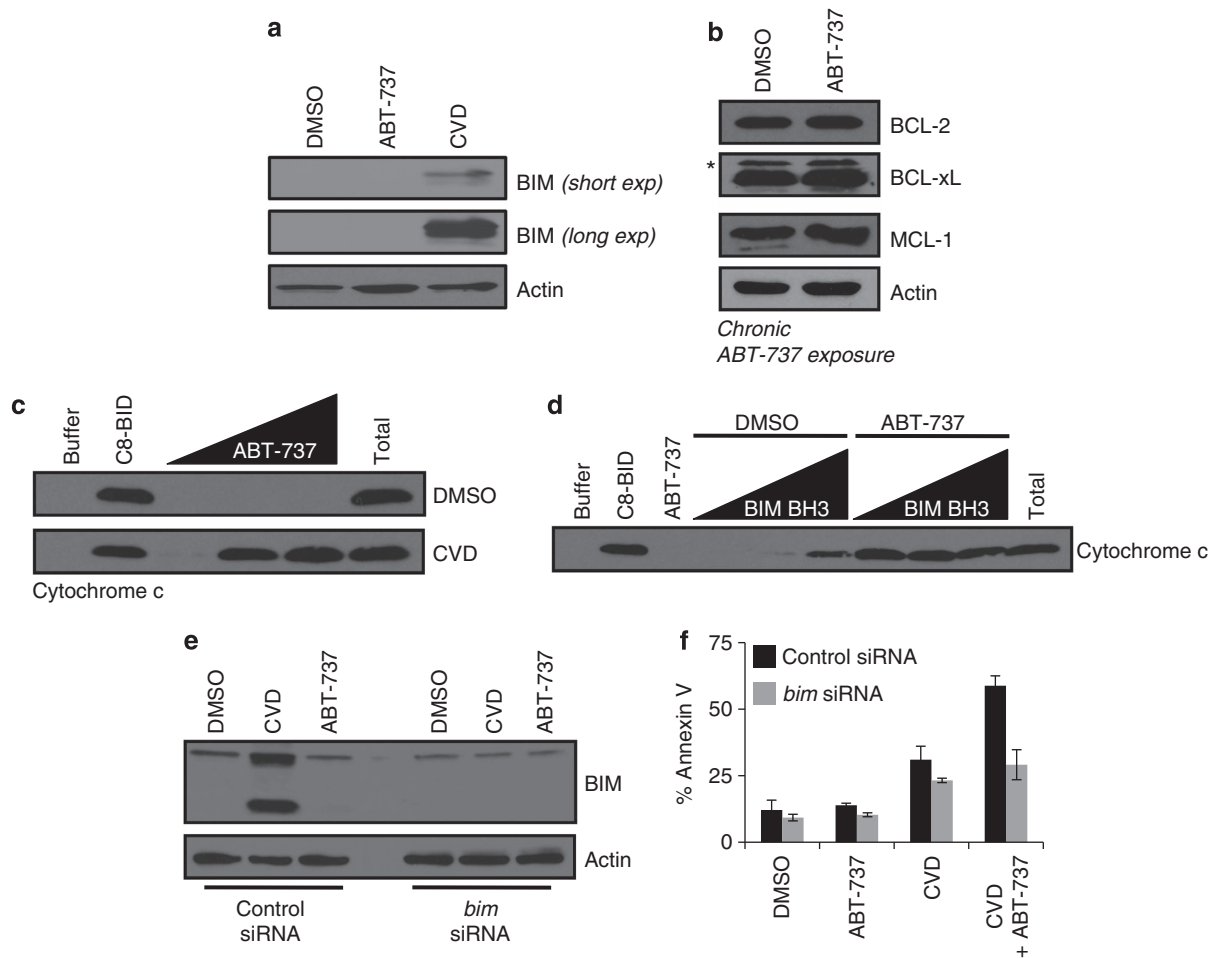 a
DMSO
ABT-737
CVD
BIM (short exp)
BIM (long exp)
Actin
b
DMSO
ABT-737
BCL-2
*
BCL-xL
MCL-1
Actin
Chronic
ABT-737 exposure
c
Buffer
C8-BID
ABT-737
Total
DMSO
CVD
Cytochrome c
d
Buffer
C8-BID
ABT-737
DMSO
BIM BH3
ABT-737
BIM BH3
Total
Cytochrome c
e
DMSO
CVD
ABT-737
DMSO
CVD
ABT-737
BIM
Actin
Control
siRNA
bim
siRNA
f
% Annexin V
75
50
25
0
Control siRNA
bim siRNA
DMSO
ABT-737
CVD
CVD
+ ABT-737